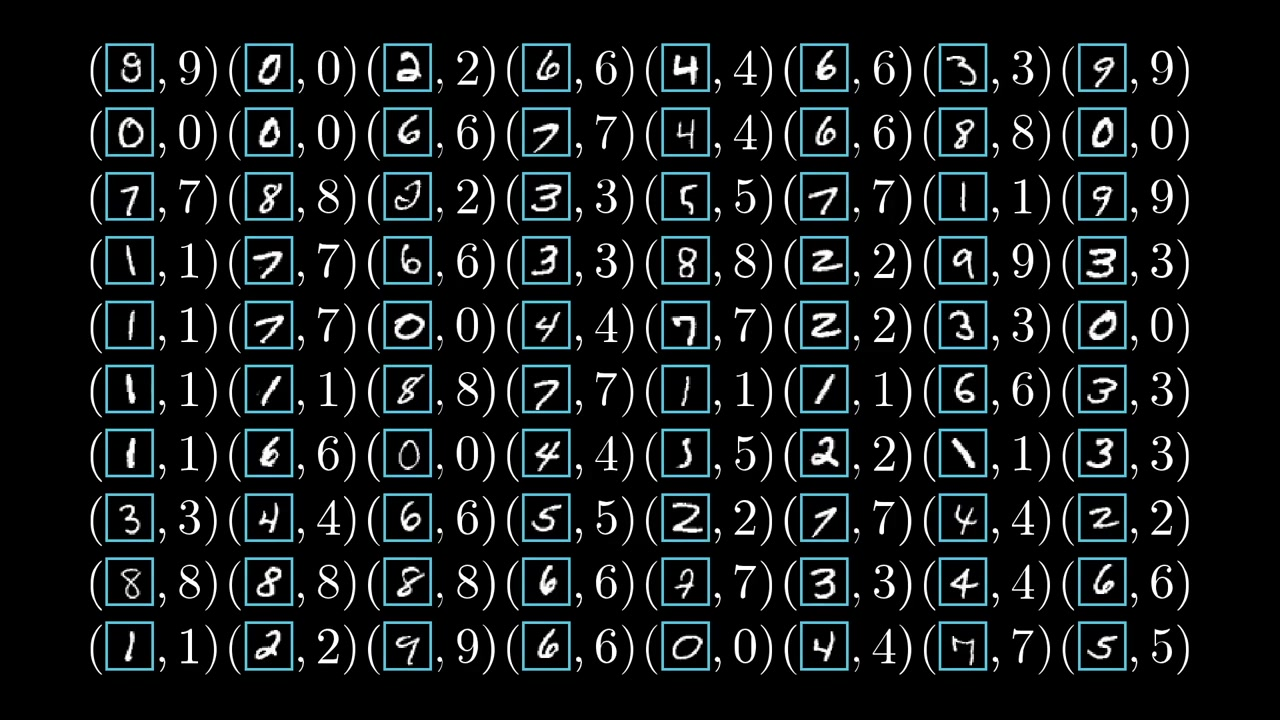 (9, 9) (0, 0) (2, 2) (6, 6) (4, 4) (6, 6) (3, 3) (9, 9)
(0, 0) (0, 0) (6, 6) (7, 7) (4, 4) (6, 6) (8, 8) (0, 0)
(7, 7) (8, 8) (2, 2) (3, 3) (5, 5) (7, 7) (1, 1) (9, 9)
(1, 1) (7, 7) (6, 6) (3, 3) (8, 8) (2, 2) (9, 9) (3, 3)
(1, 1) (7, 7) (0, 0) (4, 4) (7, 7) (2, 2) (3, 3) (0, 0)
(1, 1) (1, 1) (8, 8) (7, 7) (1, 1) (1, 1) (6, 6) (3, 3)
(1, 1) (6, 6) (0, 0) (4, 4) (5, 5) (2, 2) (1, 1) (3, 3)
(3, 3) (4, 4) (6, 6) (5, 5) (2, 2) (7, 7) (4, 4) (2, 2)
(8, 8) (8, 8) (8, 8) (6, 6) (7, 7) (3, 3) (4, 4) (6, 6)
(1, 1) (2, 2) (9, 9) (6, 6) (0, 0) (4, 4) (7, 7) (5, 5)